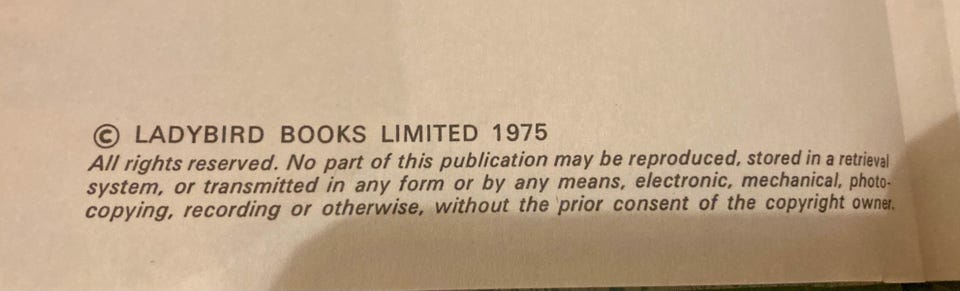 © LADYBIRD BOOKS LIMITED 1975
All rights reserved. No part of this publication may be reproduced, stored in a retrieval
system, or transmitted in any form or by any means, electronic, mechanical, photo-
copying, recording or otherwise, without the prior consent of the copyright owner.